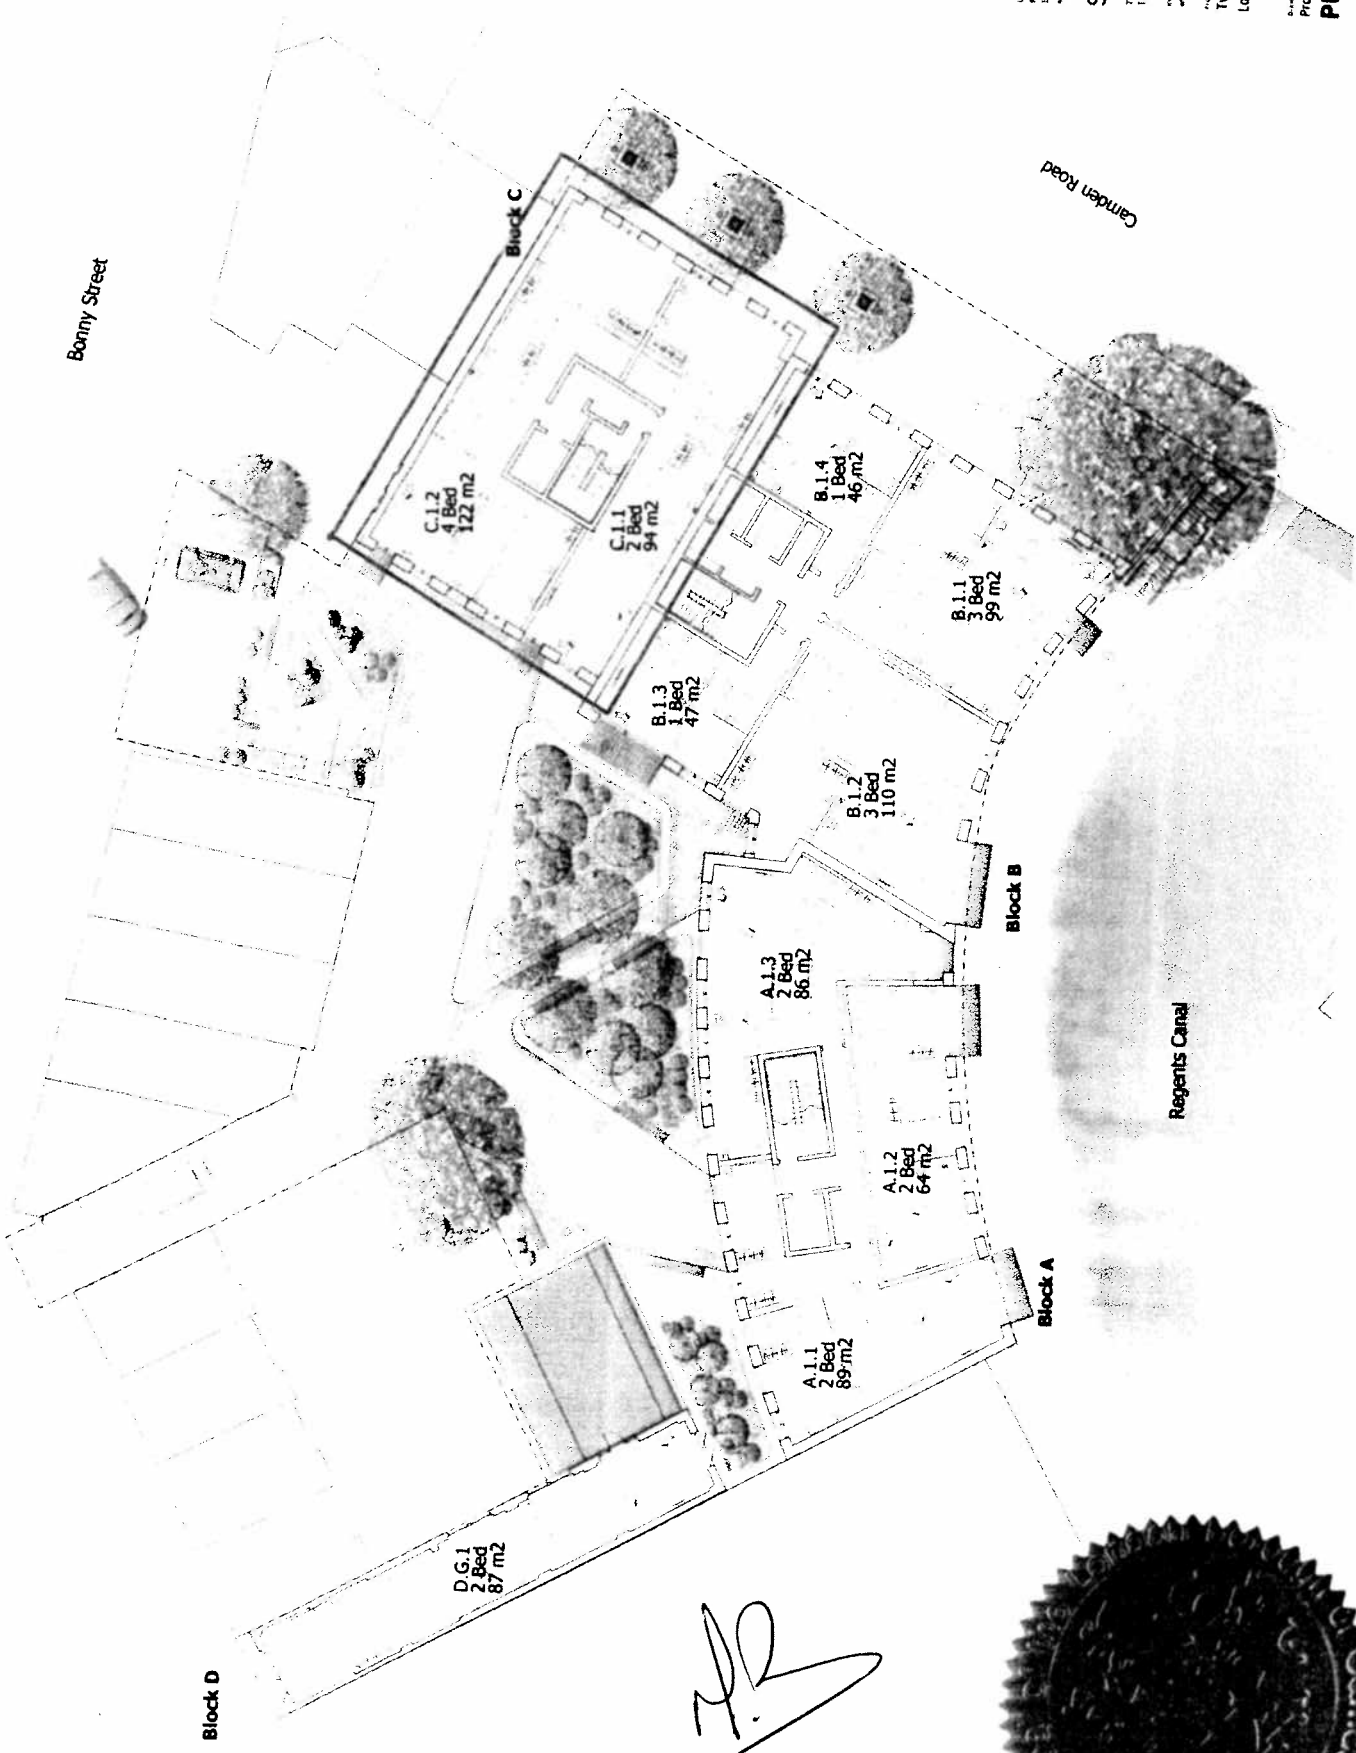 Bonny Street
Camden Road
Block C
C.1.2
4 Bed
122 m2
C.1.1
2 Bed
94 m2
B.1.4
1 Bed
46 m2
B.1.1
3 Bed
99 m2
B.1.3
1 Bed
47 m2
B.1.2
3 Bed
110 m2
Block B
A.1.3
2 Bed
86 m2
Regents Canal
A.1.2
2 Bed
64 m2
Block A
A.1.1
2 Bed
89 m2
D.G.1
2 Bed
87 m2
Block D